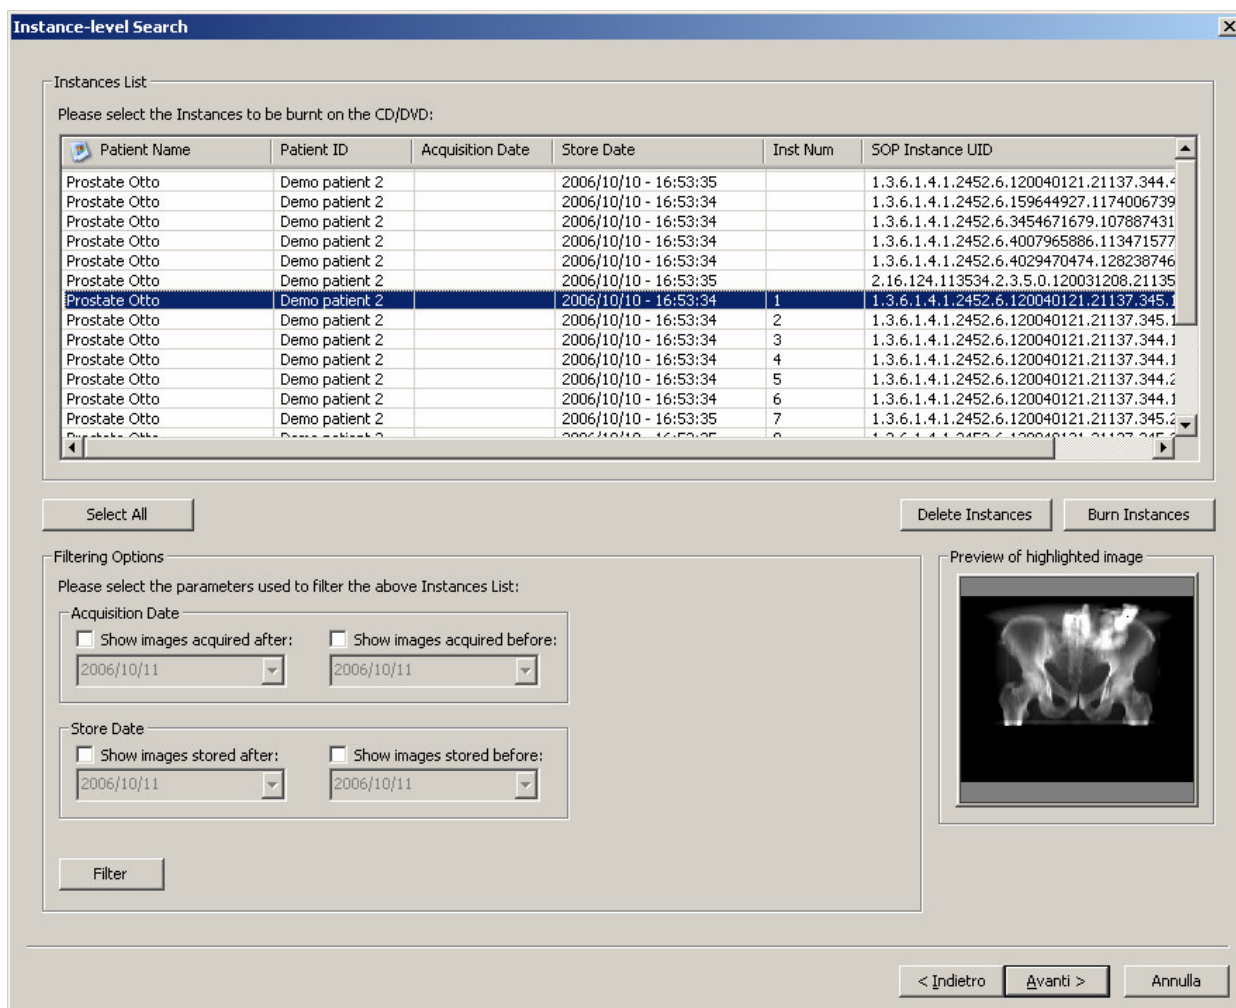 Instance-level Search
Instances List
Please select the Instances to be burnt on the CD/DVD:
Patient Name Patient ID Acquisition Date Store Date Inst Num SOP Instance UID
Prostate Otto Demo patient 2 2006/10/10 - 16:53:35 1.3.6.1.4.1.2452.6.120040121.21137.344.4
Prostate Otto Demo patient 2 2006/10/10 - 16:53:34 1.3.6.1.4.1.2452.6.159644927.1174006739
Prostate Otto Demo patient 2 2006/10/10 - 16:53:34 1.3.6.1.4.1.2452.6.3454671679.107887431
Prostate Otto Demo patient 2 2006/10/10 - 16:53:34 1.3.6.1.4.1.2452.6.4007965886.113471577
Prostate Otto Demo patient 2 2006/10/10 - 16:53:34 1.3.6.1.4.1.2452.6.4029470474.128238746
Prostate Otto Demo patient 2 2006/10/10 - 16:53:35 2.16.124.113534.2.3.5.0.120031208.21135
Prostate Otto Demo patient 2 2006/10/10 - 16:53:34 1 1.3.6.1.4.1.2452.6.120040121.21137.345.1
Prostate Otto Demo patient 2 2006/10/10 - 16:53:34 2 1.3.6.1.4.1.2452.6.120040121.21137.345.1
Prostate Otto Demo patient 2 2006/10/10 - 16:53:34 3 1.3.6.1.4.1.2452.6.120040121.21137.344.1
Prostate Otto Demo patient 2 2006/10/10 - 16:53:34 4 1.3.6.1.4.1.2452.6.120040121.21137.344.1
Prostate Otto Demo patient 2 2006/10/10 - 16:53:34 5 1.3.6.1.4.1.2452.6.120040121.21137.344.2
Prostate Otto Demo patient 2 2006/10/10 - 16:53:34 6 1.3.6.1.4.1.2452.6.120040121.21137.344.1
Prostate Otto Demo patient 2 2006/10/10 - 16:53:35 7 1.3.6.1.4.1.2452.6.120040121.21137.345.2
Select All Delete Instances Burn Instances
Filtering Options Preview of highlighted image
Please select the parameters used to filter the above Instances List:
Acquisition Date
Show images acquired after: Show images acquired before:
2006/10/11 2006/10/11
Store Date
Show images stored after: Show images stored before:
2006/10/11 2006/10/11
Filter
< Indietro Avanti > Annulla